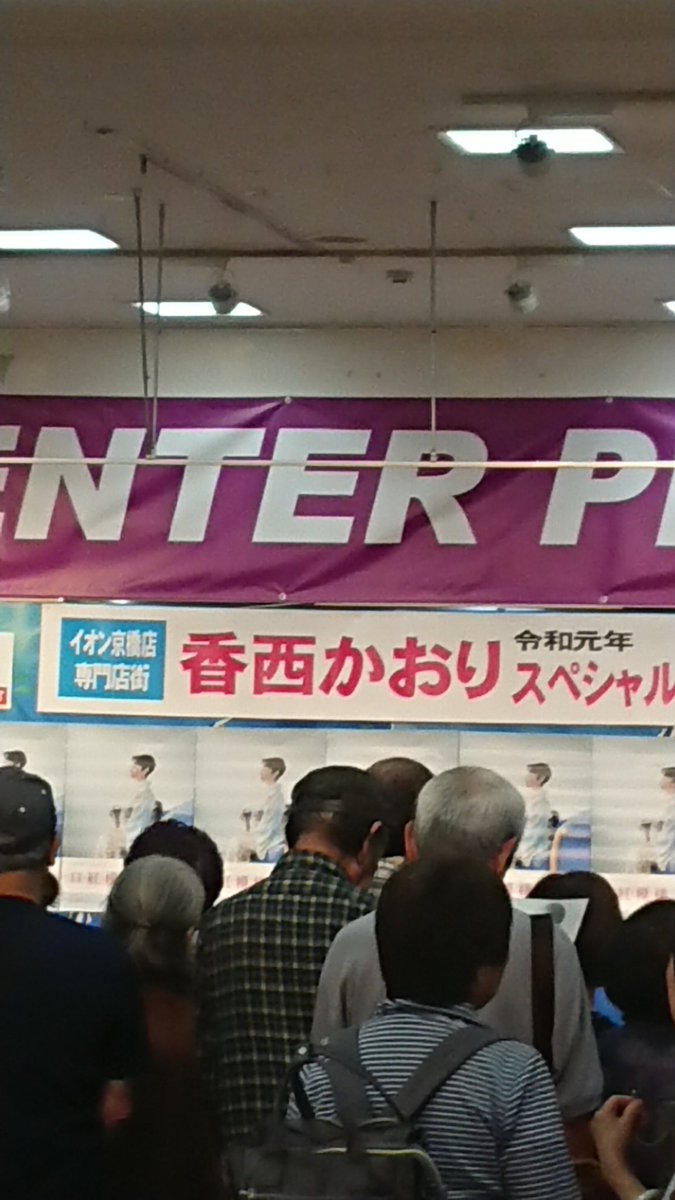 ENTER P
イオン京橋店
専門店街
香西かおり
令和元年
スペシャル